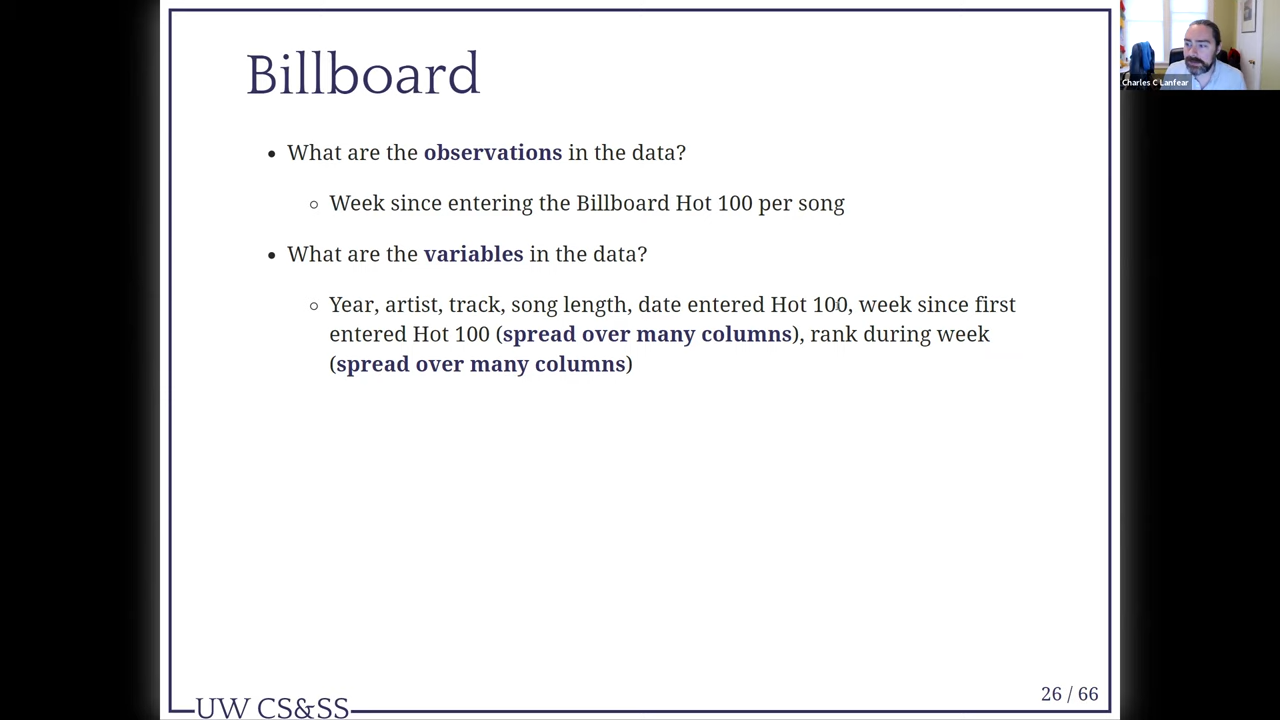 Billboard
Charles C Lanfear
• What are the observations in the data?
◦ Week since entering the Billboard Hot 100 per song
• What are the variables in the data?
◦ Year, artist, track, song length, date entered Hot 100, week since first
entered Hot 100 (spread over many columns), rank during week
(spread over many columns)
26 / 66
UW CS&SS